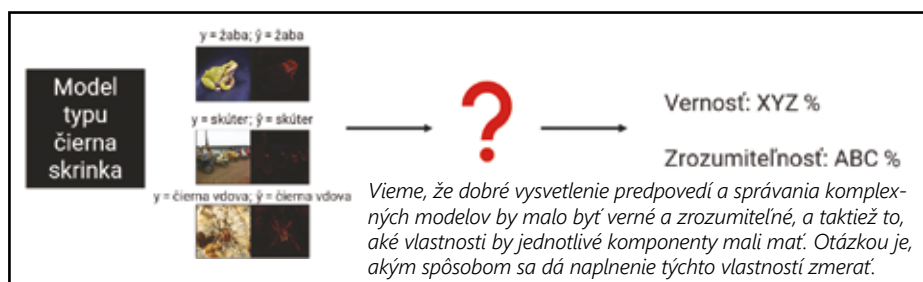 Model
typu
čierna
skrinka
y = žaba; ŷ = žaba
y = skúter; ŷ = skúter
y = čierna vdova; ŷ = čierna vdova
?
Vernosť: XYZ %
Zrozumiteľnosť: ABC %
Vieme, že dobré vysvetlenie predpovedí a správania komplex-
ných modelov by malo byť verné a zrozumiteľné, a taktiež to,
aké vlastnosti by jednotlivé komponenty mali mať. Otázkou je,
akým spôsobom sa dá naplnenie týchto vlastností zmerať.